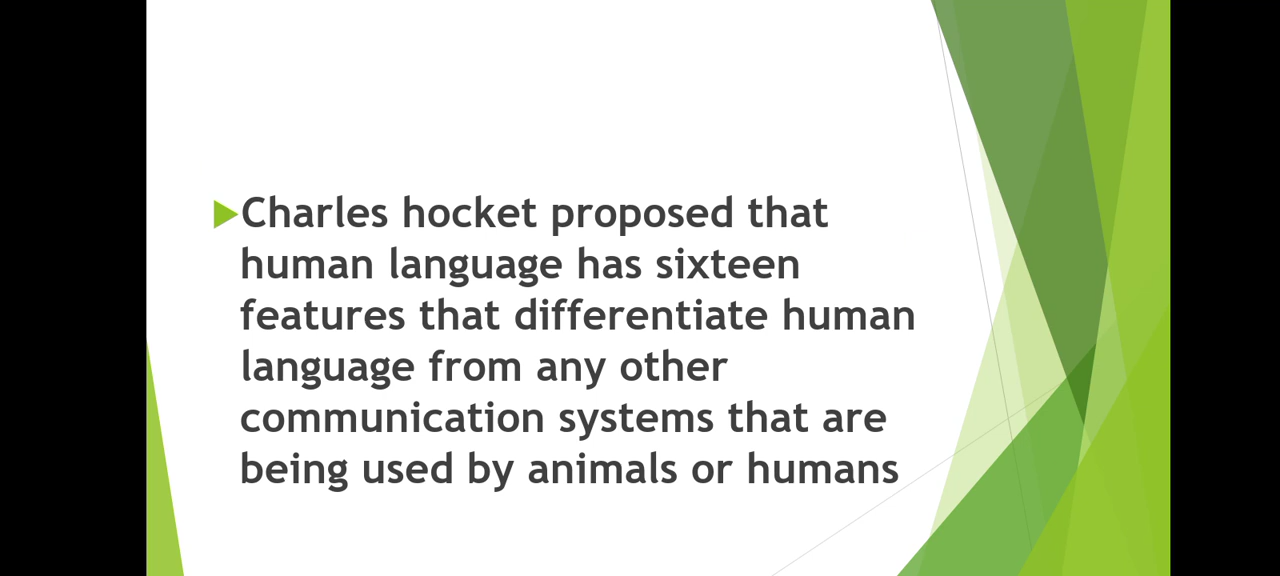 Charles hocket proposed that
human language has sixteen
features that differentiate human
language from any other
communication systems that are
being used by animals or humans